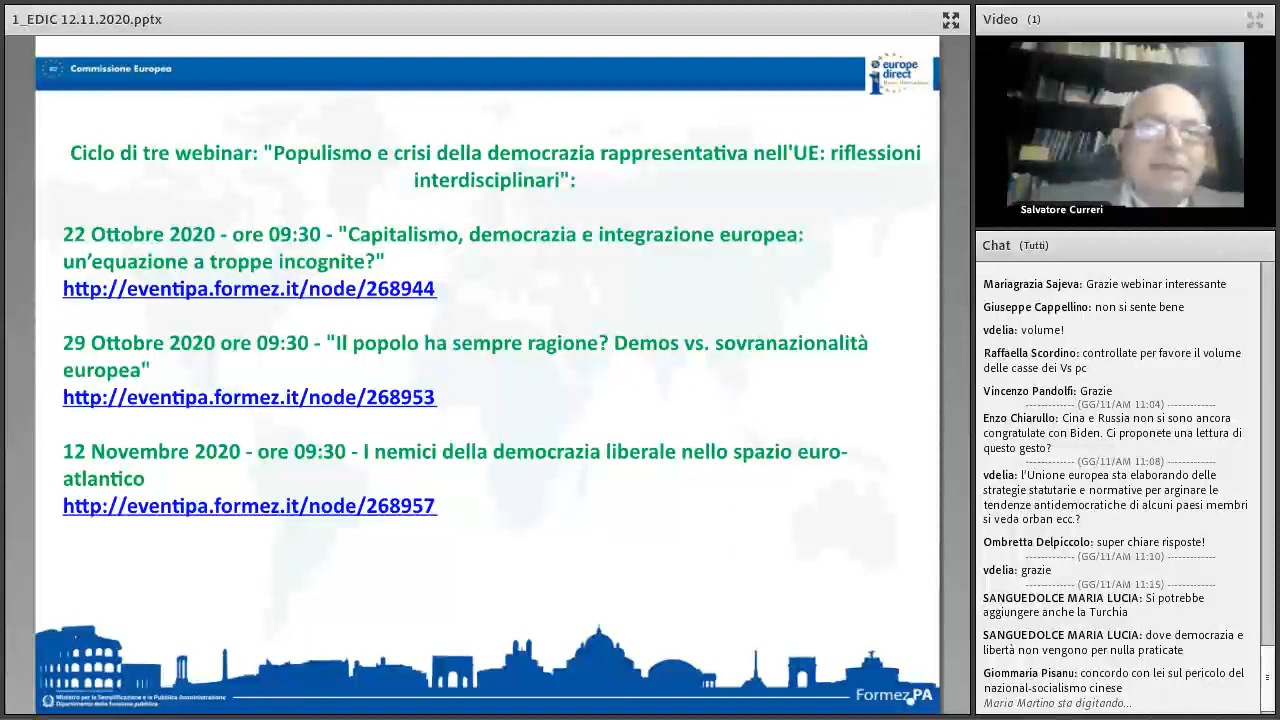 1_EDIC 12.11.2020.pptx
Commissione Europea
europe
direct
Ciclo di tre webinar: "Populismo e crisi della democrazia rappresentativa nell'UE: riflessioni
interdisciplinari":
22 Ottobre 2020 - ore 09:30 - "Capitalismo, democrazia e integrazione europea:
un'equazione a troppe incognite?"
http://eventipa.formez.it/node/268944
29 Ottobre 2020 ore 09:30 - "Il popolo ha sempre ragione? Demos vs. sovranazionalità
europea"
http://eventipa.formez.it/node/268953
12 Novembre 2020 - ore 09:30 - I nemici della democrazia liberale nello spazio euro-
atlantico
http://eventipa.formez.it/node/268957
Ministro per la Semplificazione e la Pubblica Amministrazione
Dipartimento della funzione pubblica
FormezPA
Video (1)
Salvatore Curreri
Chat (Tutti)
Mariagrazia Sajeva: Grazie webinar interessante
Giuseppe Cappellino: non si sente bene
vdelia: volume!
Raffaella Scordino: controllate per favore il volume
delle casse dei Vs pc
Vincenzo Pandolfi: Grazie
------------ (GG/11/AM 11:04) ------------
Enzo Chiarullo: Cina e Russia non si sono ancora
congratulate con Biden. Ci proponete una lettura di
questo gesto?
------------ (GG/11/AM 11:08) ------------
vdelia: l'Unione europea sta elaborando delle
strategie statutarie e normative per arginare le
tendenze antidemocratiche di alcuni paesi membri
si veda orban ecc.?
Ombretta Delpiccolo: super chiare risposte!
------------ (GG/11/AM 11:10) ------------
vdelia: grazie
------------ (GG/11/AM 11:15) ------------
SANGUEDOLCE MARIA LUCIA: Si potrebbe
aggiungere anche la Turchia
SANGUEDOLCE MARIA LUCIA: dove democrazia e
libertà non vengono per nulla praticate
Giommaria Pisanu: concordo con lei sul pericolo del
nazional-socialismo cinese
Maria Martino sta digitando...